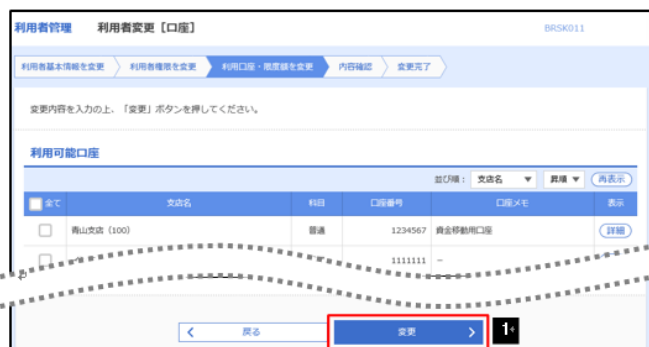 利用者管理 利用者変更［口座］ BRSK011
利用者基本情報を変更 利用者権限を変更 利用口座・限度額を変更 内容確認 変更完了
変更内容を入力の上、「変更」ボタンを押してください。
利用可能口座
並び順： 支店名 昇順 再表示
全て 支店名 科目 口座番号 口座メモ 表示
青山支店（100） 普通 1234567 資金移動用口座 詳細
1111111 －
戻る 変更 1